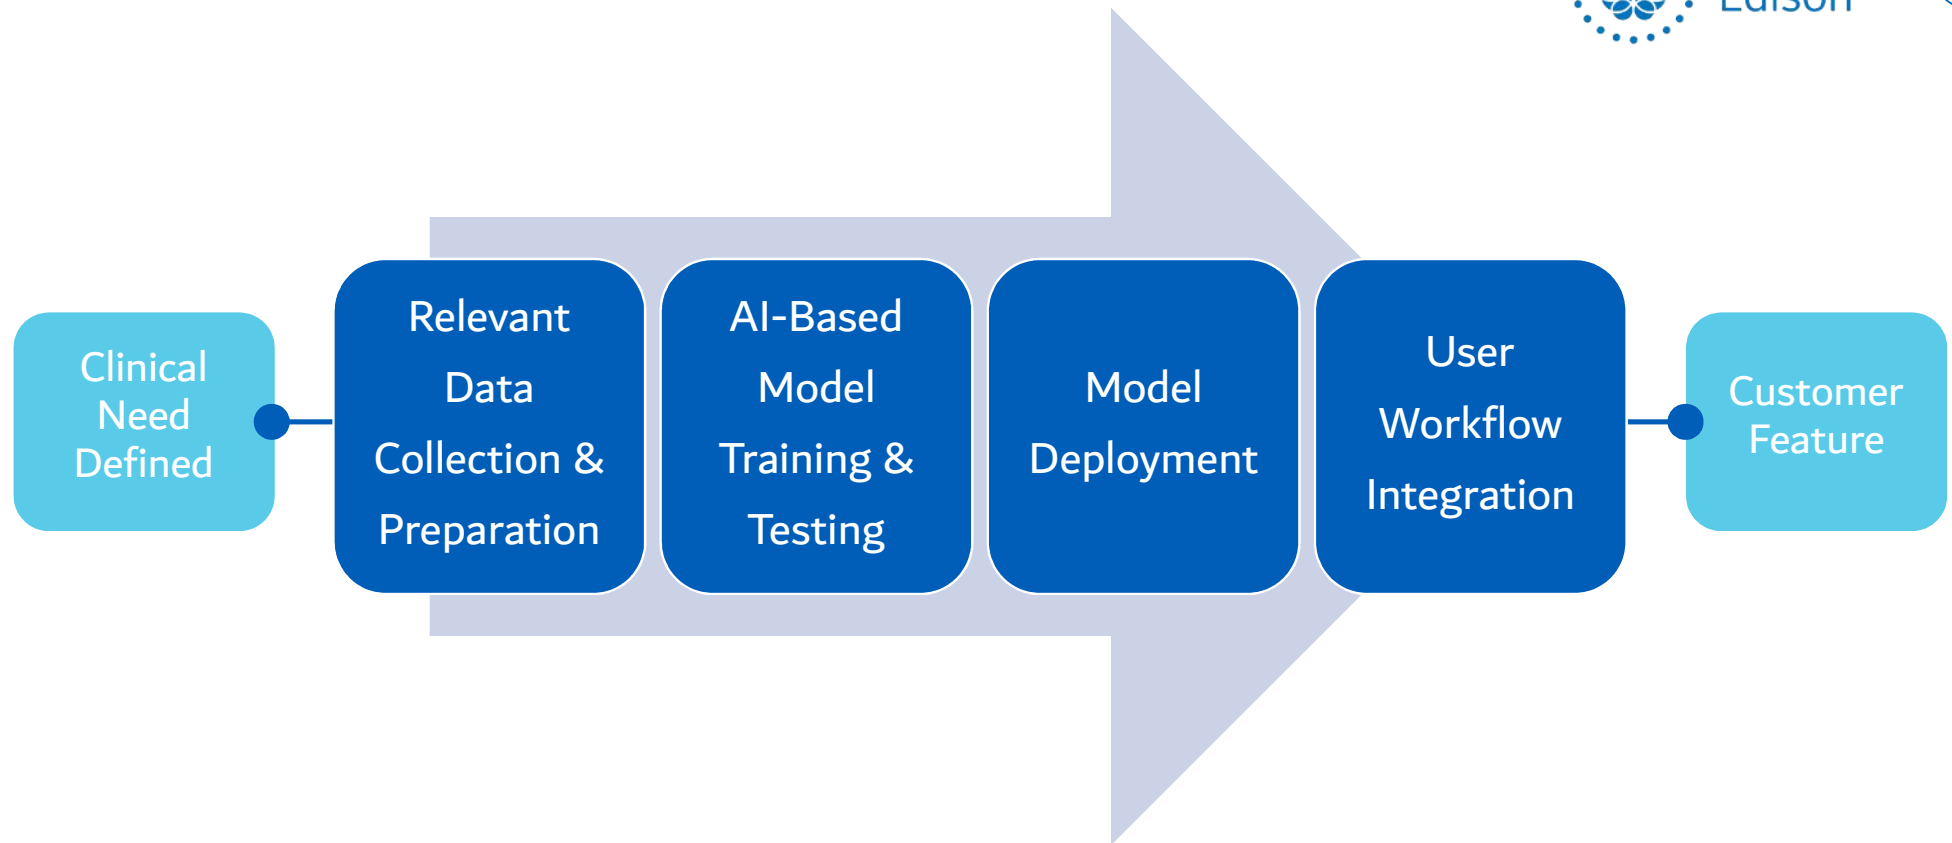 Edison
Clinical
Need
Defined
Relevant
Data
Collection &
Preparation
AI-Based
Model
Training &
Testing
Model
Deployment
User
Workflow
Integration
Customer
Feature